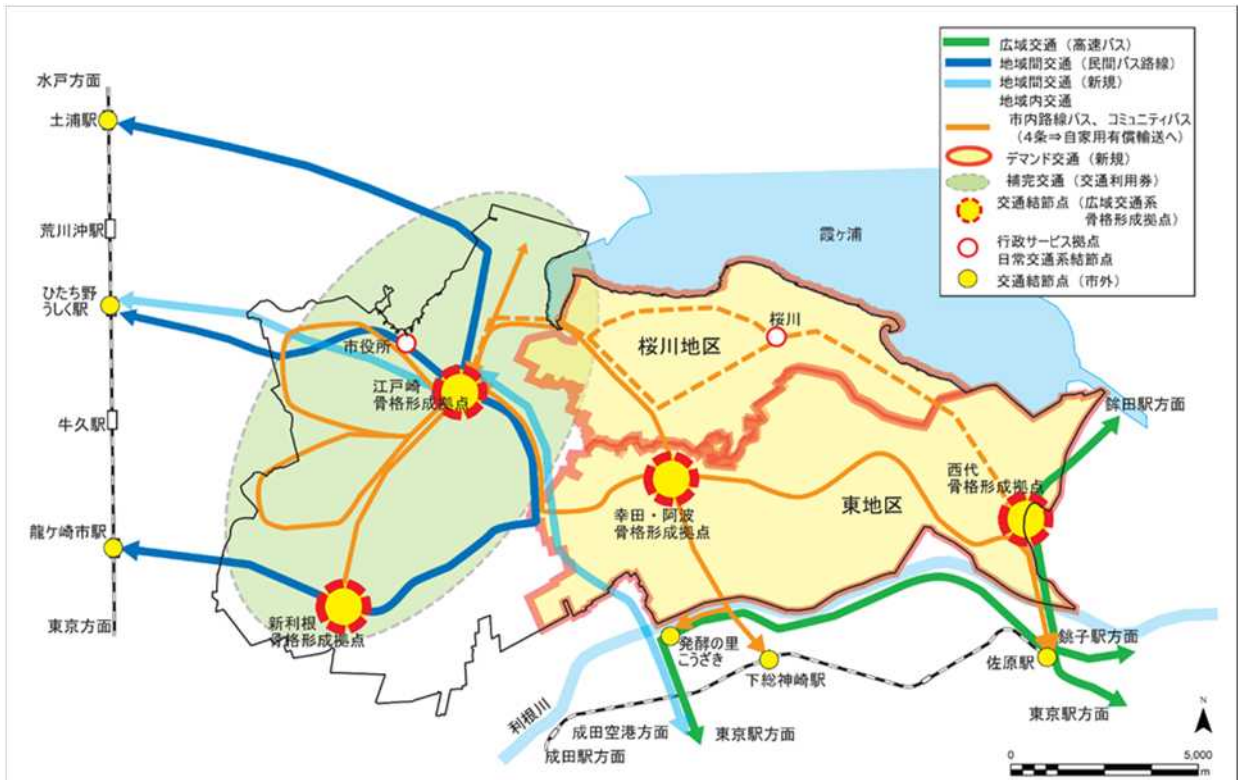 広域交通（高速バス）
地域間交通（民間バス路線）
地域間交通（新規）
地域内交通
市内路線バス、コミュニティバス
（4条⇒自家用有償輸送へ）
デマンド交通（新規）
補完交通（交通利用券）
交通結節点（広域交通系
骨格形成拠点）
行政サービス拠点
日常交通系結節点
交通結節点（市外）
水戸方面
土浦駅
荒川沖駅
ひたち野
うしく駅
牛久駅
龍ケ崎市駅
東京方面
霞ヶ浦
市役所
江戸崎
骨格形成拠点
桜川地区
桜川
鉾田駅方面
西代
骨格形成拠点
東地区
幸田・阿波
骨格形成拠点
新利根
骨格形成拠点
発酵の里
こうざき
下総神崎駅
佐原駅
銚子駅方面
東京駅方面
利根川
成田空港方面
成田駅方面
東京駅方面
N
0
5,000
m